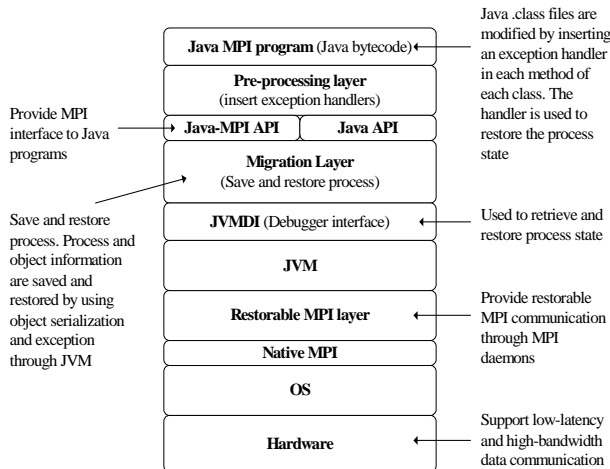 Java .class files are
modified by inserting
an exception handler
in each method of
each class. The
handler is used to
restore the process
state
Java MPI program (Java bytecode)
Pre-processing layer
(insert exception handlers)
Provide MPI
interface to Java
programs
Java-MPI API
Java API
Migration Layer
(Save and restore process)
Save and restore
process. Process and
object information
are saved and
restored by using
object serialization
and exception
through JVM
JVMDI (Debugger interface)
Used to retrieve and
restore process state
JVM
Restorable MPI layer
Provide restorable
MPI communication
through MPI
daemons
Native MPI
OS
Hardware
Support low-latency
and high-bandwidth
data communication